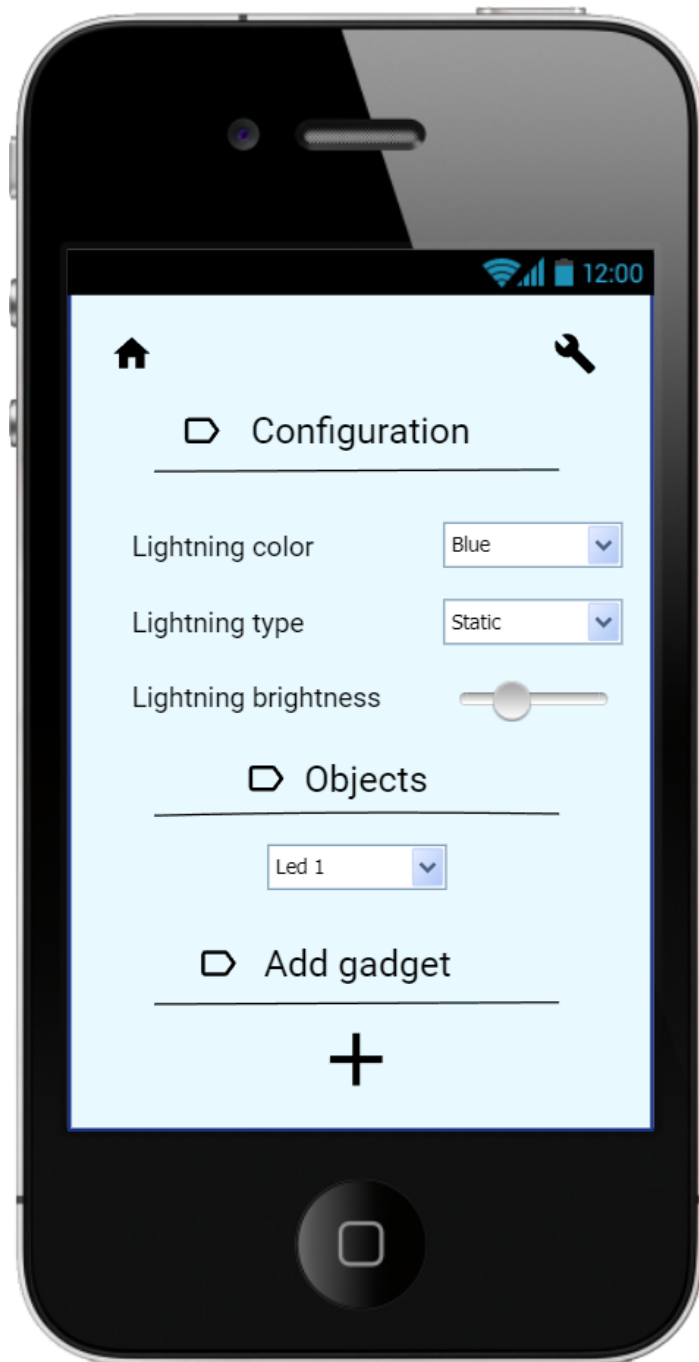 12:00
Configuration
Lightning color Blue
Lightning type Static
Lightning brightness
Objects
Led 1
Add gadget